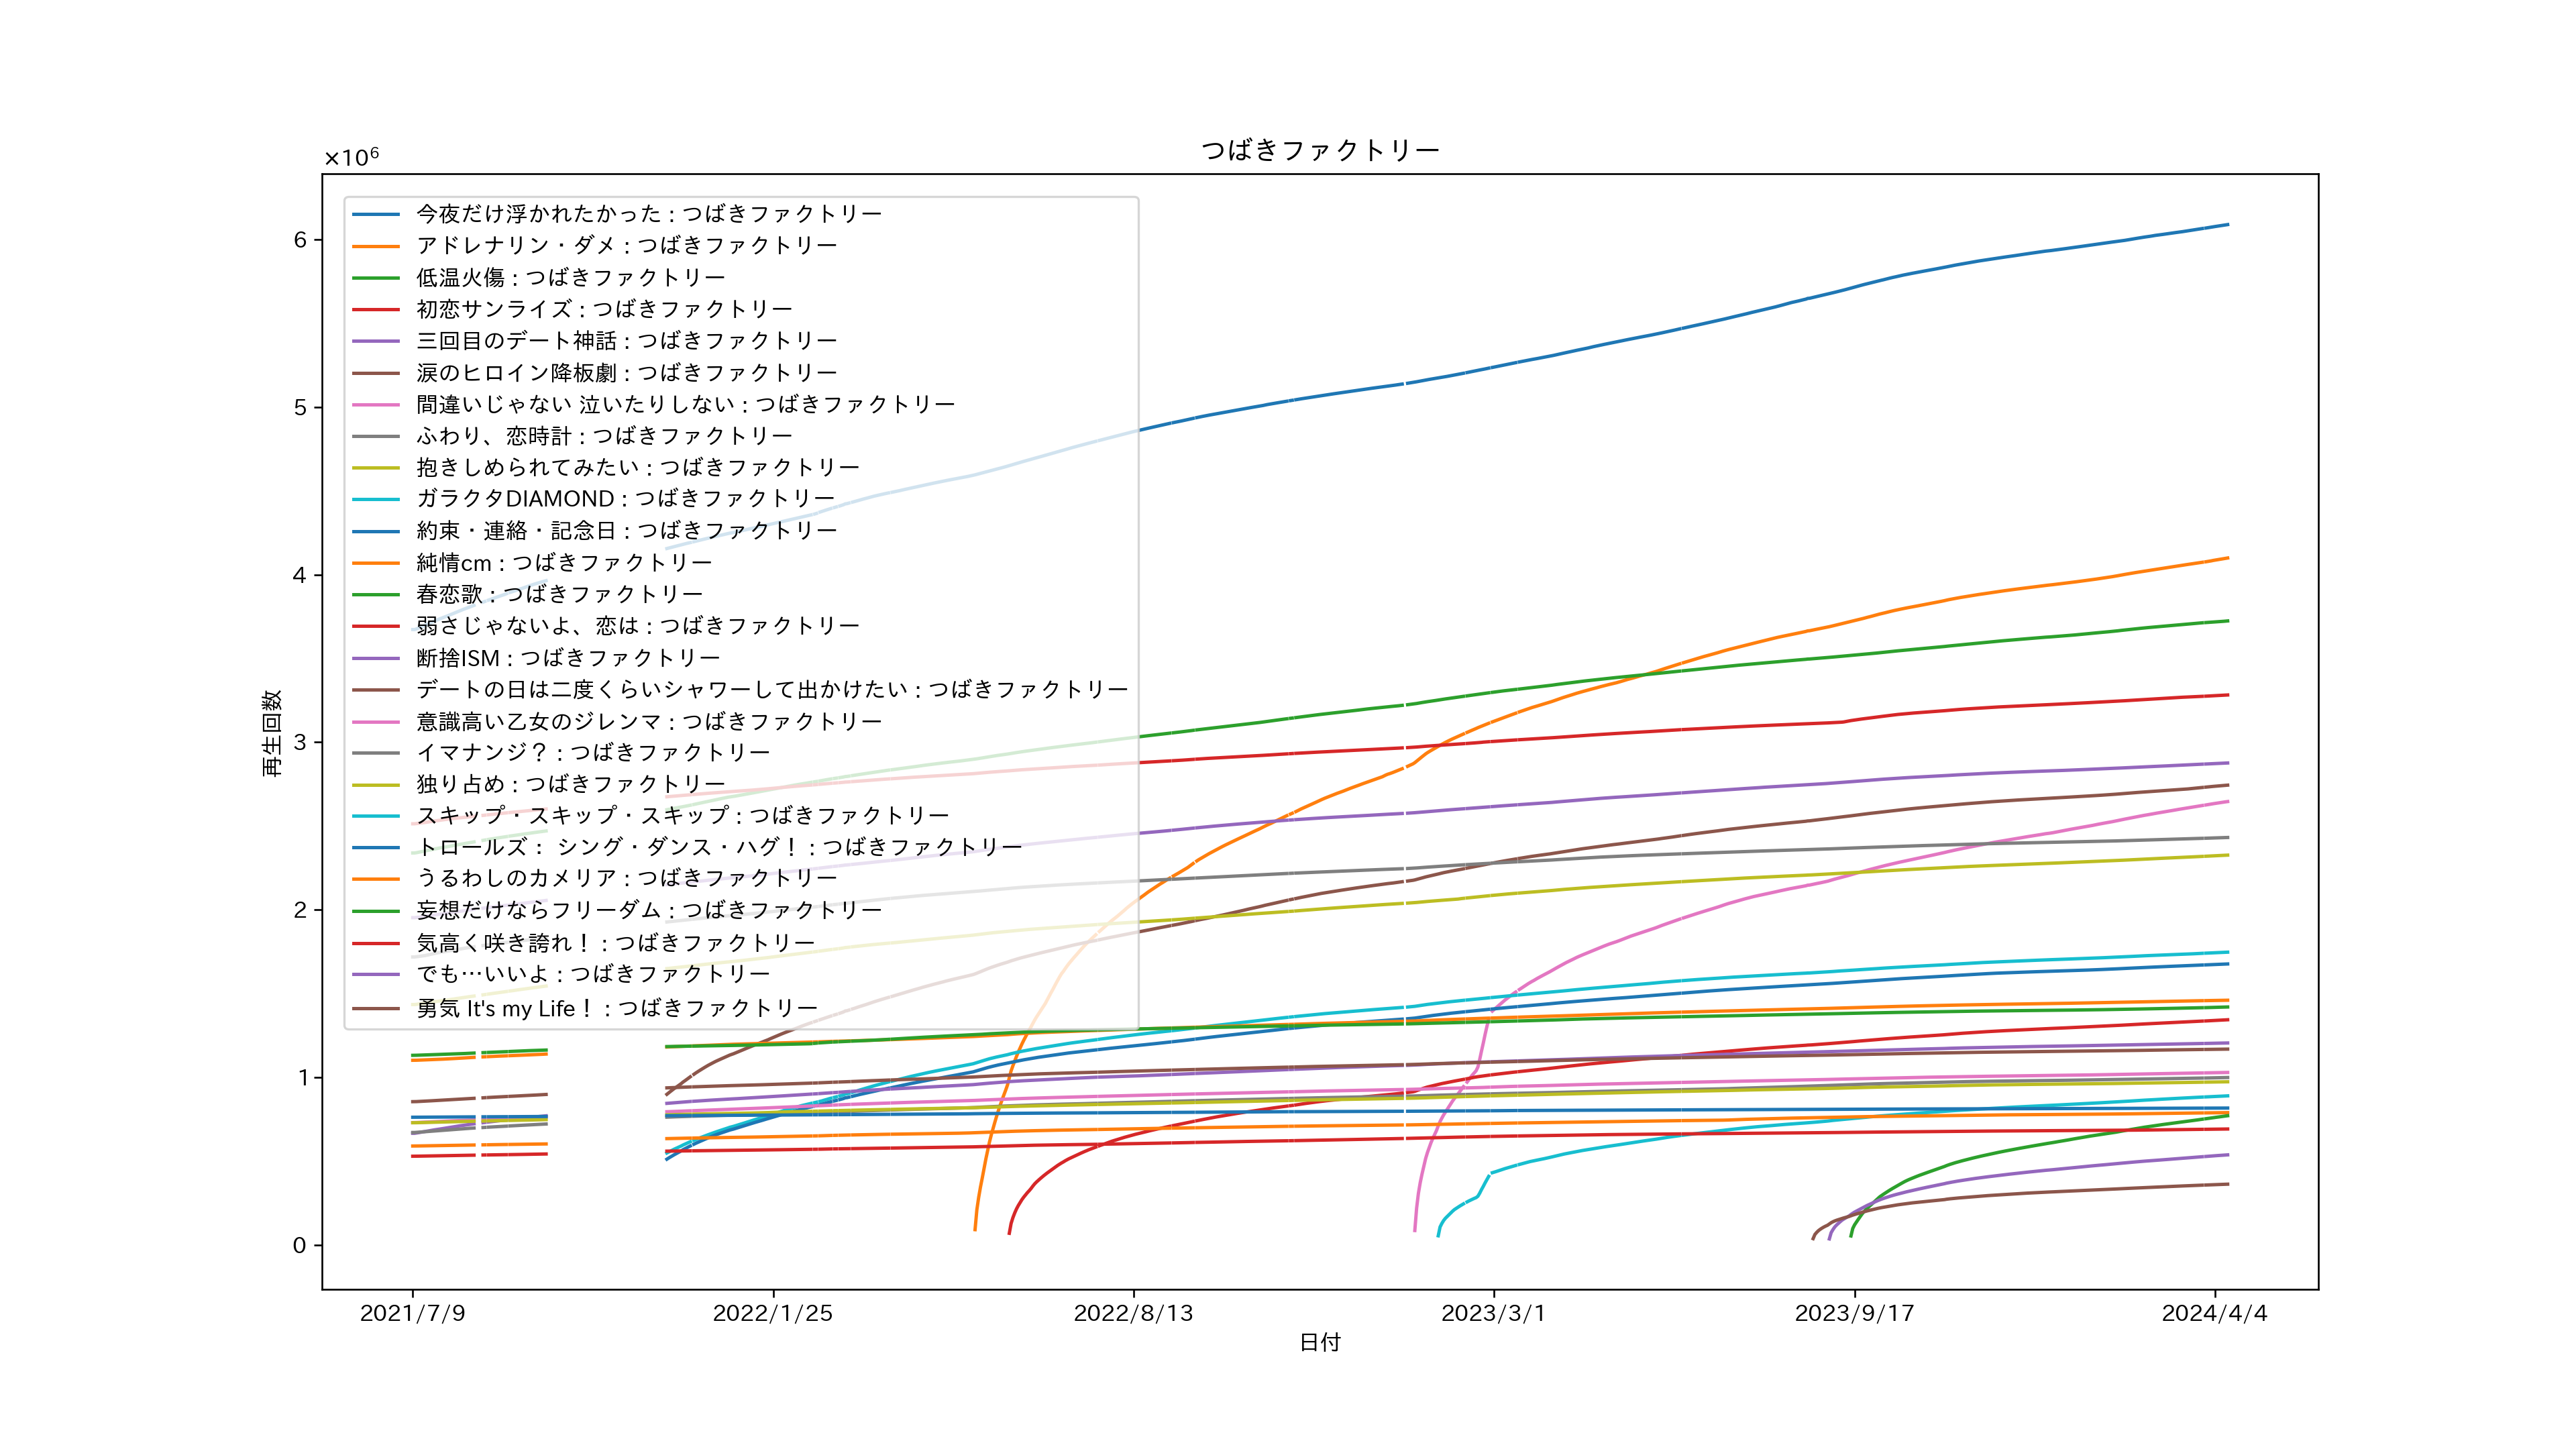 つばきファクトリー
×10⁶
今夜だけ浮かれたかった : つばきファクトリー
アドレナリン・ダメ : つばきファクトリー
低温火傷 : つばきファクトリー
初恋サンライズ : つばきファクトリー
三回目のデート神話 : つばきファクトリー
涙のヒロイン降板劇 : つばきファクトリー
間違いじゃない 泣いたりしない : つばきファクトリー
ふわり、恋時計 : つばきファクトリー
抱きしめられてみたい : つばきファクトリー
ガラクタDIAMOND : つばきファクトリー
約束・連絡・記念日 : つばきファクトリー
純情cm : つばきファクトリー
春恋歌 : つばきファクトリー
弱さじゃないよ、恋は : つばきファクトリー
断捨ISM : つばきファクトリー
デートの日は二度くらいシャワーして出かけたい : つばきファクトリー
意識高い乙女のジレンマ : つばきファクトリー
イマナンジ？ : つばきファクトリー
独り占め : つばきファクトリー
スキップ・スキップ・スキップ : つばきファクトリー
トロールズ： シング・ダンス・ハグ！ : つばきファクトリー
うるわしのカメリア : つばきファクトリー
妄想だけならフリーダム : つばきファクトリー
気高く咲き誇れ！ : つばきファクトリー
でも…いいよ : つばきファクトリー
勇気 It's my Life！ : つばきファクトリー
再生回数
6
5
4
3
2
1
0
2021/7/9
2022/1/25
2022/8/13
2023/3/1
2023/9/17
2024/4/4
日付